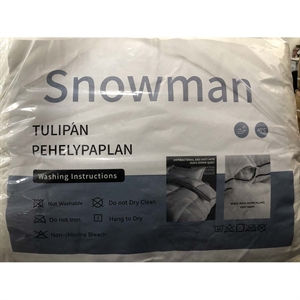 Snowman
TULIPÁN
PEHELYPAPLAN
Washing Instructions
Not Washable
Do not Dry Clean
Do not Iron
Hang to Dry
Non-chlorine Bleach